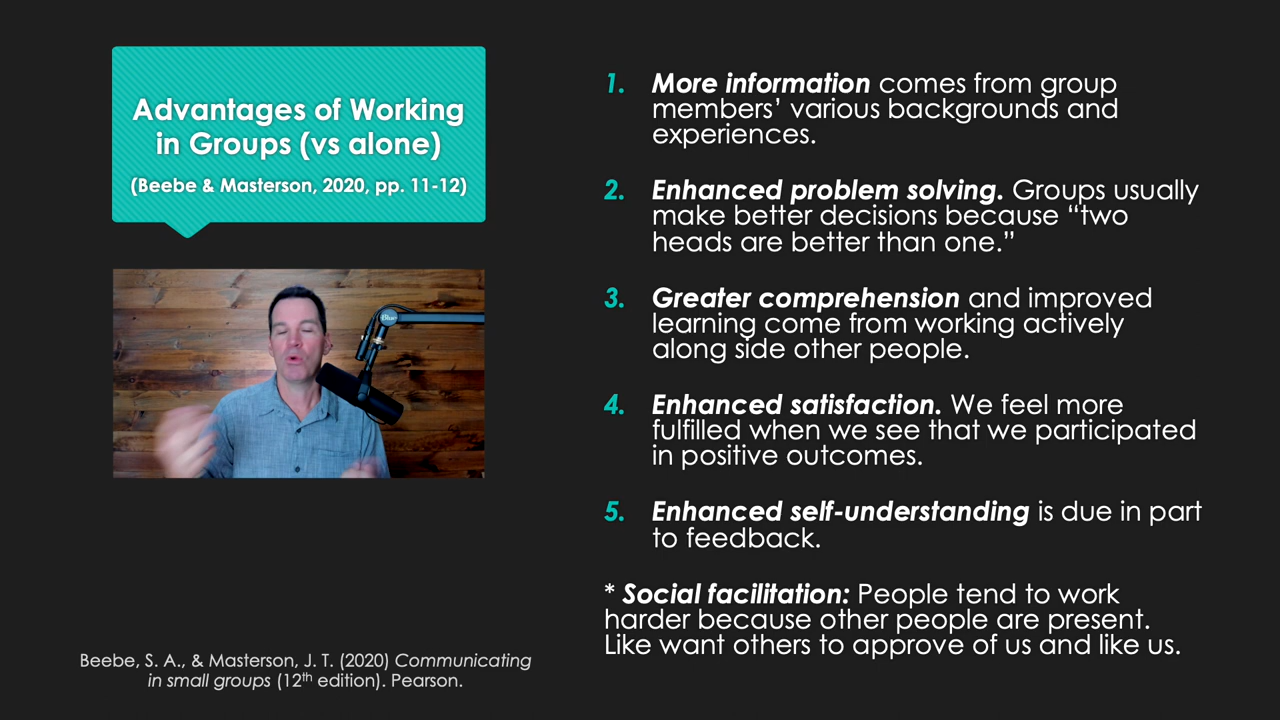 Advantages of Working
in Groups (vs alone)
(Beebe & Masterson, 2020, pp. 11-12)
Blue
Beebe, S. A., & Masterson, J. T. (2020) Communicating
in small groups (12th edition). Pearson.
1. More information comes from group
members’ various backgrounds and
experiences.
2. Enhanced problem solving. Groups usually
make better decisions because “two
heads are better than one.”
3. Greater comprehension and improved
learning come from working actively
along side other people.
4. Enhanced satisfaction. We feel more
fulfilled when we see that we participated
in positive outcomes.
5. Enhanced self-understanding is due in part
to feedback.
* Social facilitation: People tend to work
harder because other people are present.
Like want others to approve of us and like us.